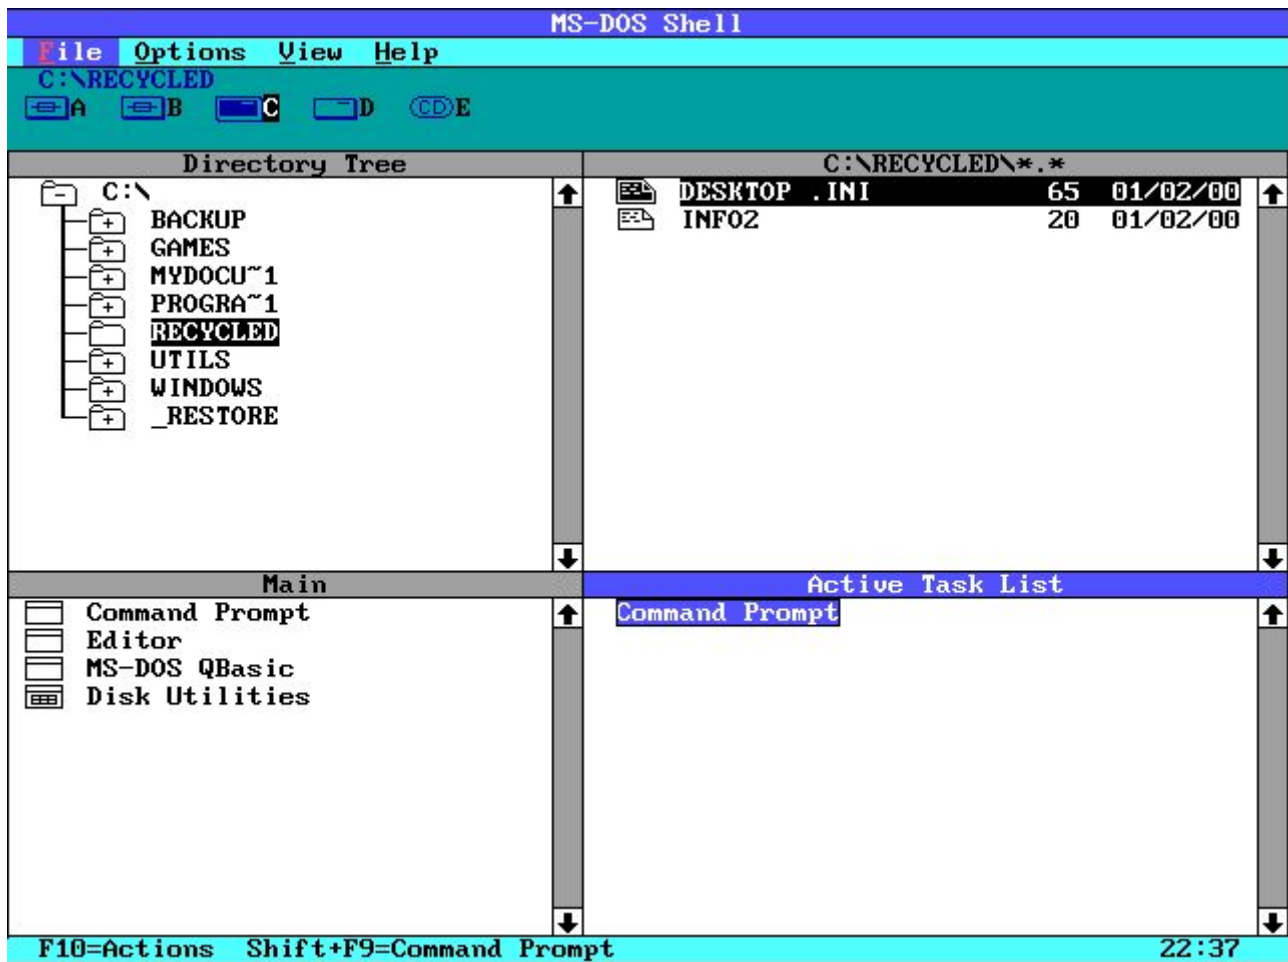 MS-DOS Shell
File Options View Help
C:\RECYCLED
A B C D CD E
Directory Tree
C:\
BACKUP
GAMES
MYDOCU~1
PROGRA~1
RECYCLED
UTILS
WINDOWS
_RESTORE
C:\RECYCLED\*.*
DESKTOP .INI 65 01/02/00
INFO2 20 01/02/00
Main
Command Prompt
Editor
MS-DOS QBasic
Disk Utilities
Active Task List
Command Prompt
F10=Actions Shift+F9=Command Prompt 22:37